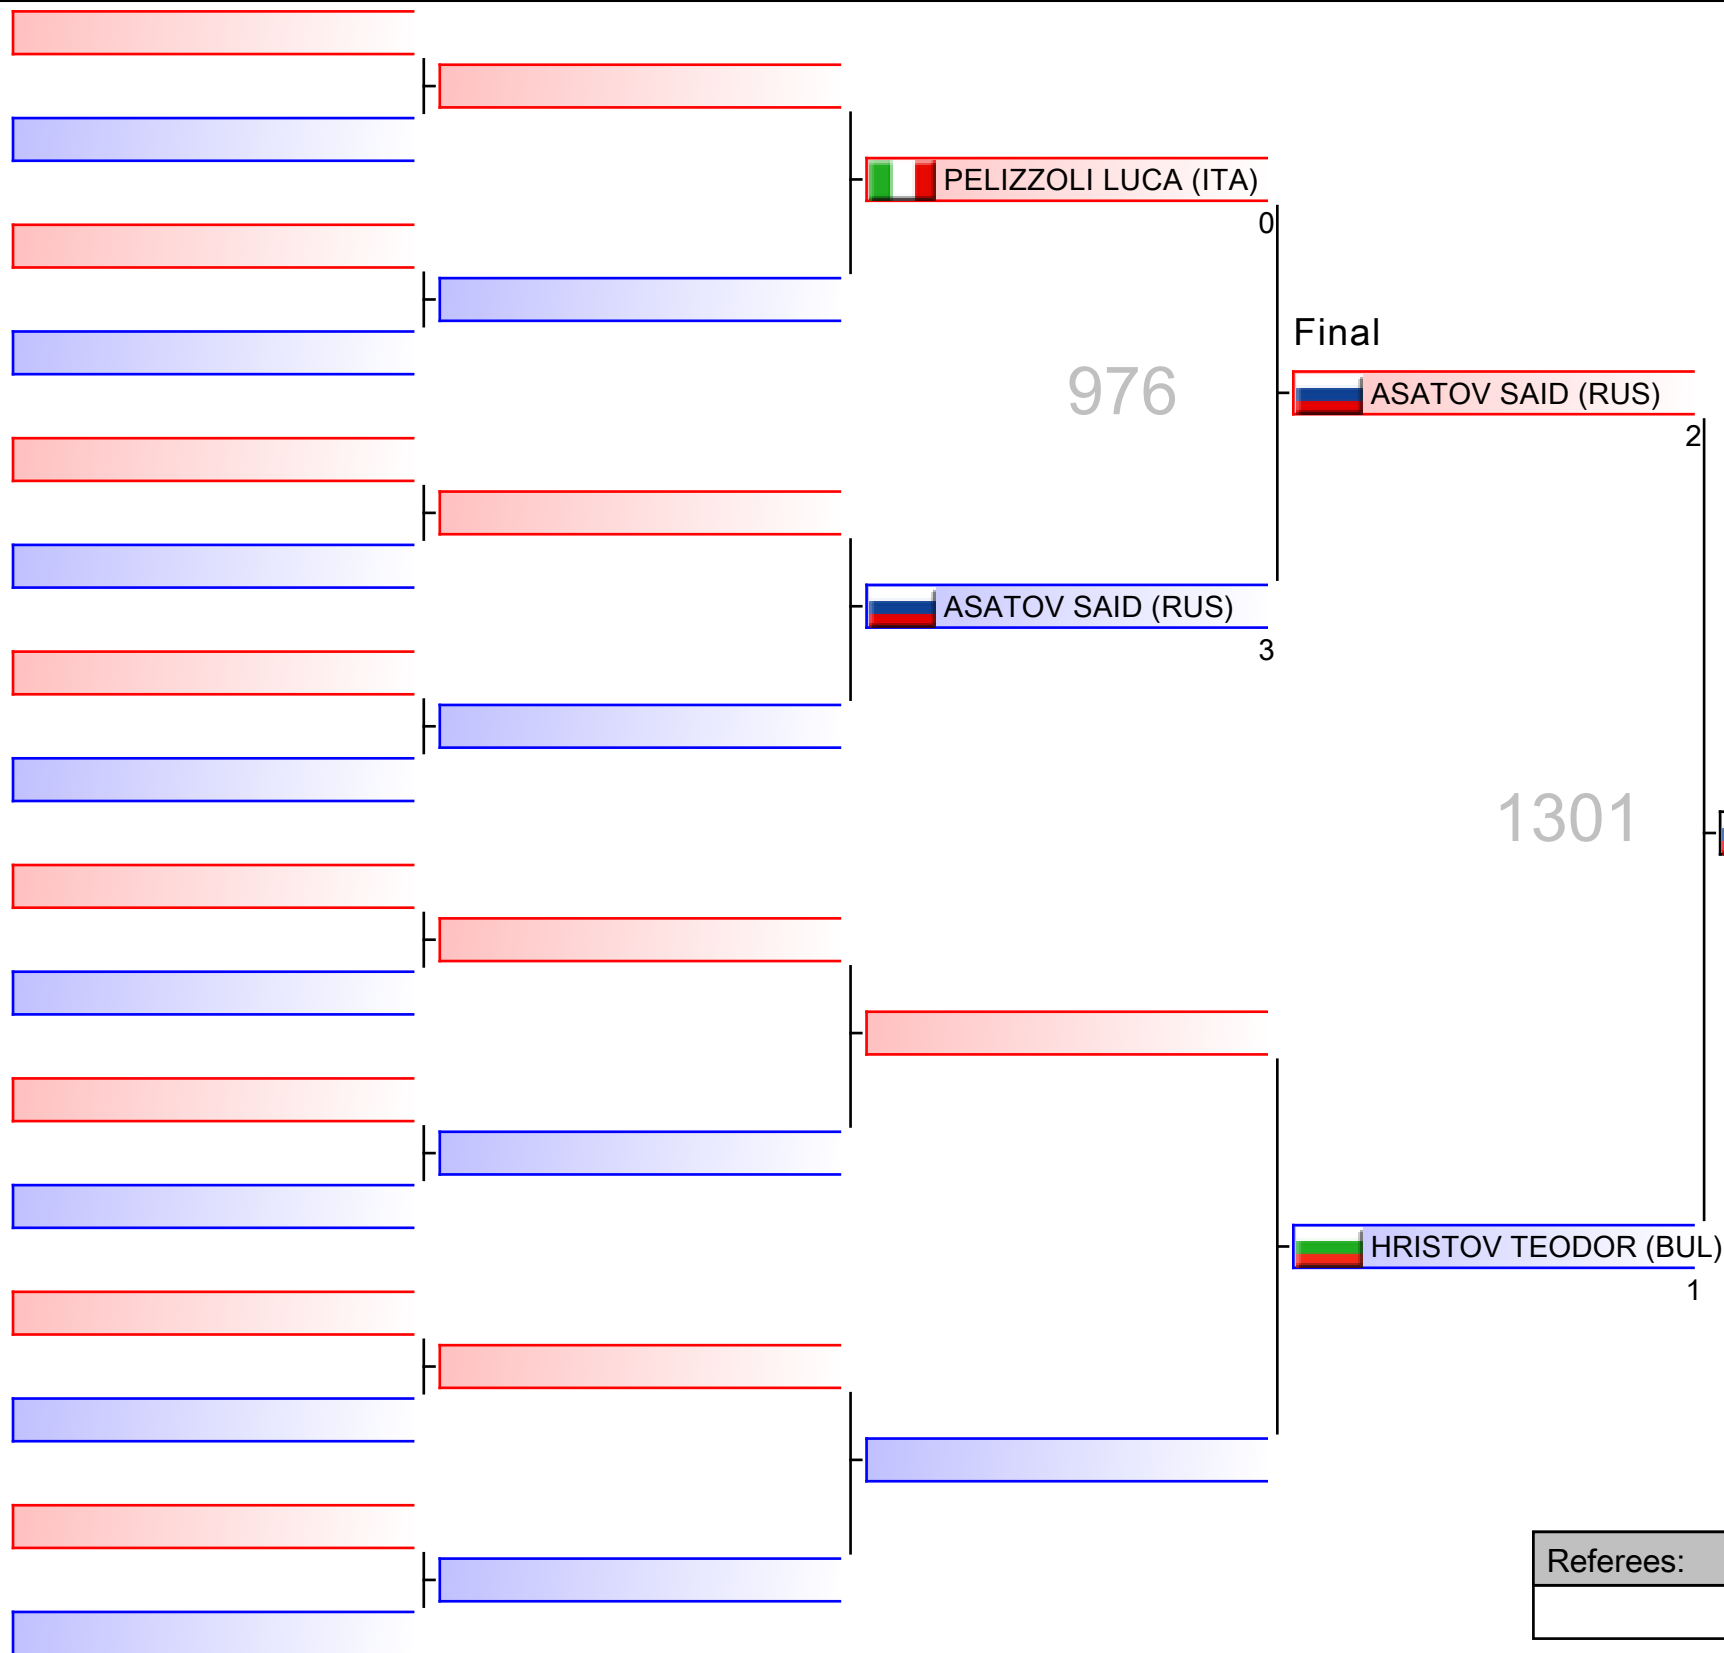 PELIZZOLI LUCA (ITA)
0
Final
976
ASATOV SAID (RUS)
2
ASATOV SAID (RUS)
3
1301
HRISTOV TEODOR (BUL)
1
Referees: